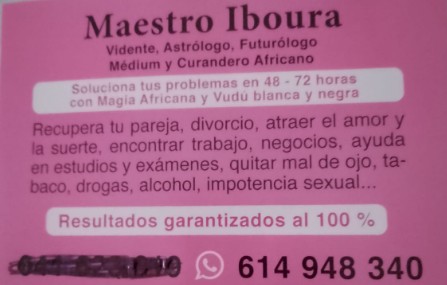 Maestro Iboura
Vidente, Astrólogo, Futurólogo
Médium y Curandero Africano
Soluciona tus problemas en 48 - 72 horas
con Magia Africana y Vudú blanca y negra
Recupera tu pareja, divorcio, atraer el amor y
la suerte, encontrar trabajo, negocios, ayuda
en estudios y exámenes, quitar mal de ojo, ta-
baco, drogas, alcohol, impotencia sexual...
Resultados garantizados al 100 %
614 948 340